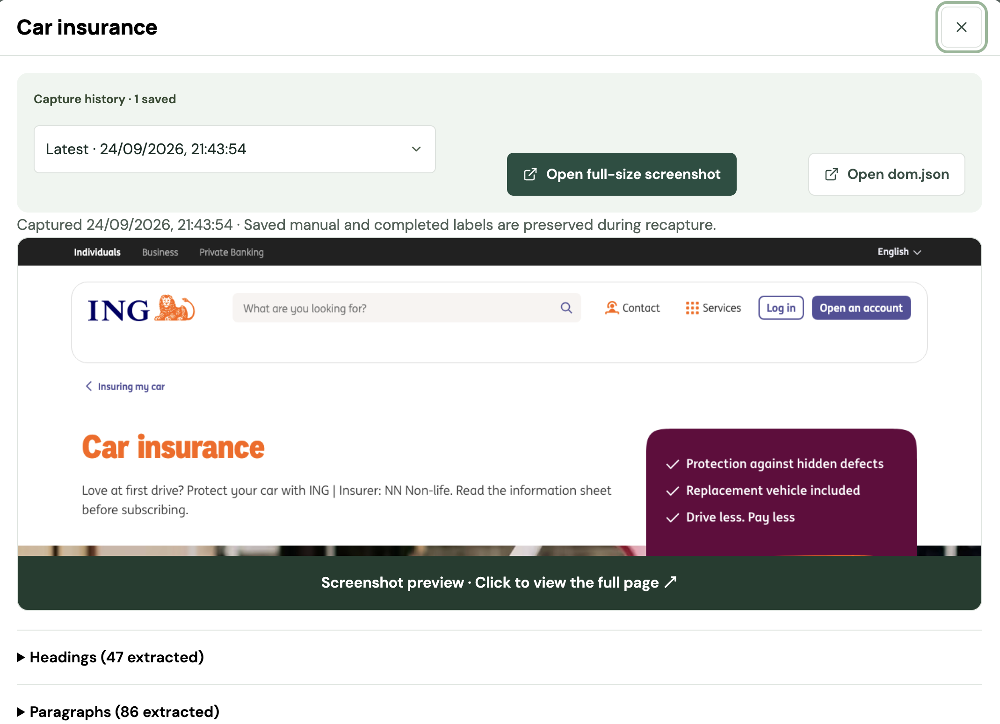 Car insurance
Capture history · 1 saved
Latest · 24/09/2026, 21:43:54
Open full-size screenshot
Open dom.json
Captured 24/09/2026, 21:43:54 · Saved manual and completed labels are preserved during recapture.
Individuals Business Private Banking English
ING What are you looking for? Contact Services Log in Open an account
Insuring my car
Car insurance
Love at first drive? Protect your car with ING | Insurer: NN Non-life. Read the information sheet
before subscribing.
Protection against hidden defects
Replacement vehicle included
Drive less. Pay less
Screenshot preview · Click to view the full page ↗
Headings (47 extracted)
Paragraphs (86 extracted)